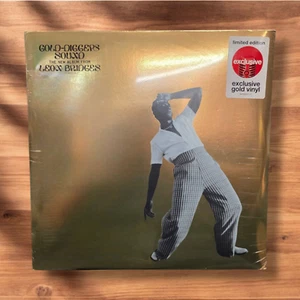 GOLD-DIGGERS
SOUND
THE NEW ALBUM FROM
LEON BRIDGES
limited edition
exclusive
exclusive
gold vinyl